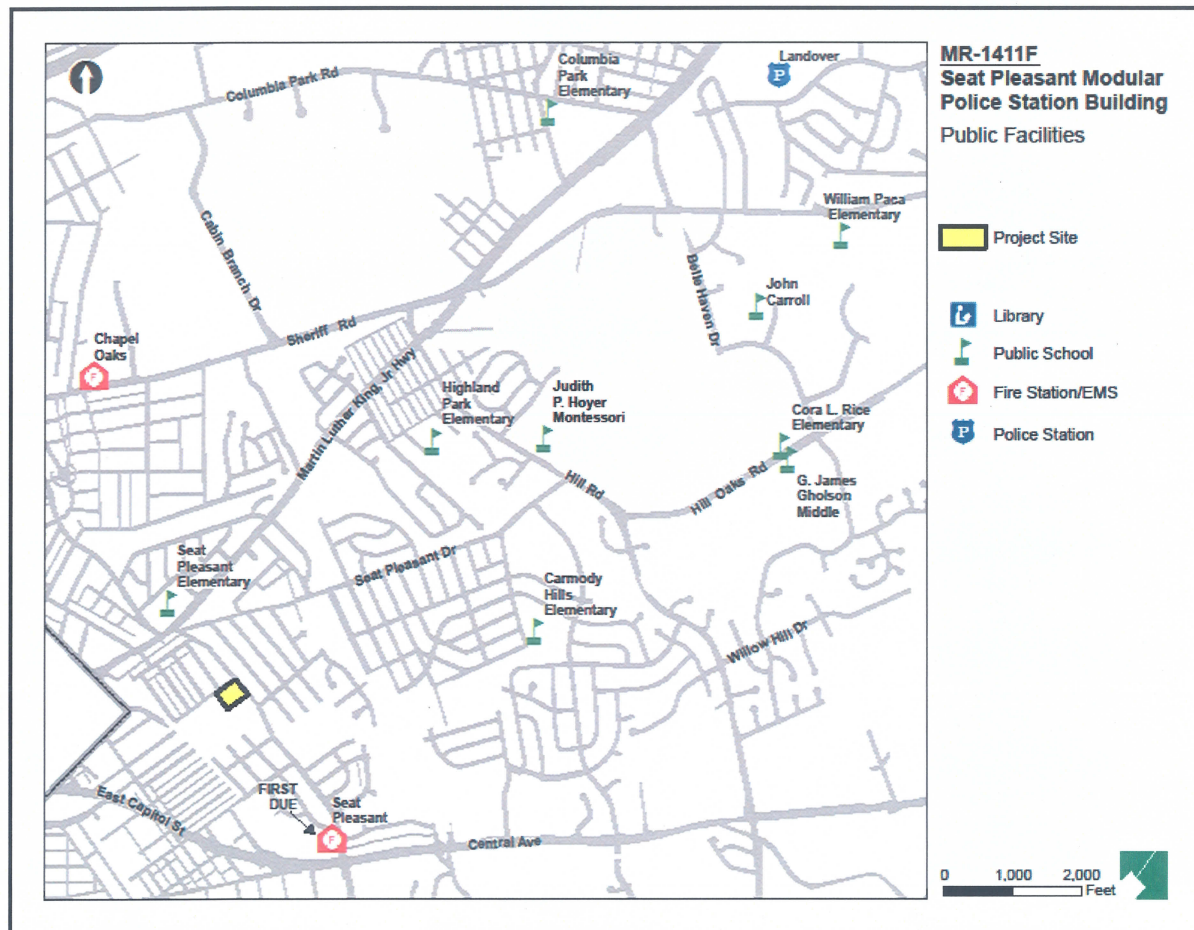 MR-1411F
Seat Pleasant Modular
Police Station Building
Public Facilities
Project Site
Library
Public School
Fire Station/EMS
P
Police Station
0 1,000 2,000
Feet
Landover
P
Columbia
Park
Elementary
Columbia Park Rd
William Paca
Elementary
Cabin Branch Dr
Belle Haven Dr
John
Carroll
Sheriff Rd
Chapel
Oaks
F
Martin Luther King, Jr Hwy
Highland
Park
Elementary
Judith
P. Hoyer
Montessori
Cora L. Rice
Elementary
Hill Rd
Hill Oaks Rd
G. James
Gholson
Middle
Seat
Pleasant
Elementary
Seat Pleasant Dr
Carmody
Hills
Elementary
Willow Hill Dr
East Capitol St
FIRST
DUE
Seat
Pleasant
F
Central Ave
F